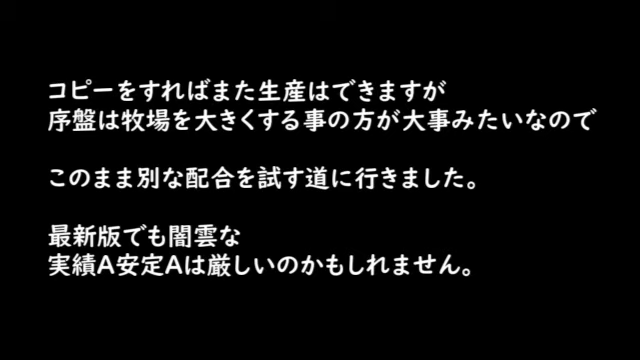 コピーをすればまた生産はできますが
序盤は牧場を大きくする事の方が大事みたいなので
このまま別な配合を試す道に行きました。
最新版でも闇雲な
実績A安定Aは厳しいのかもしれません。